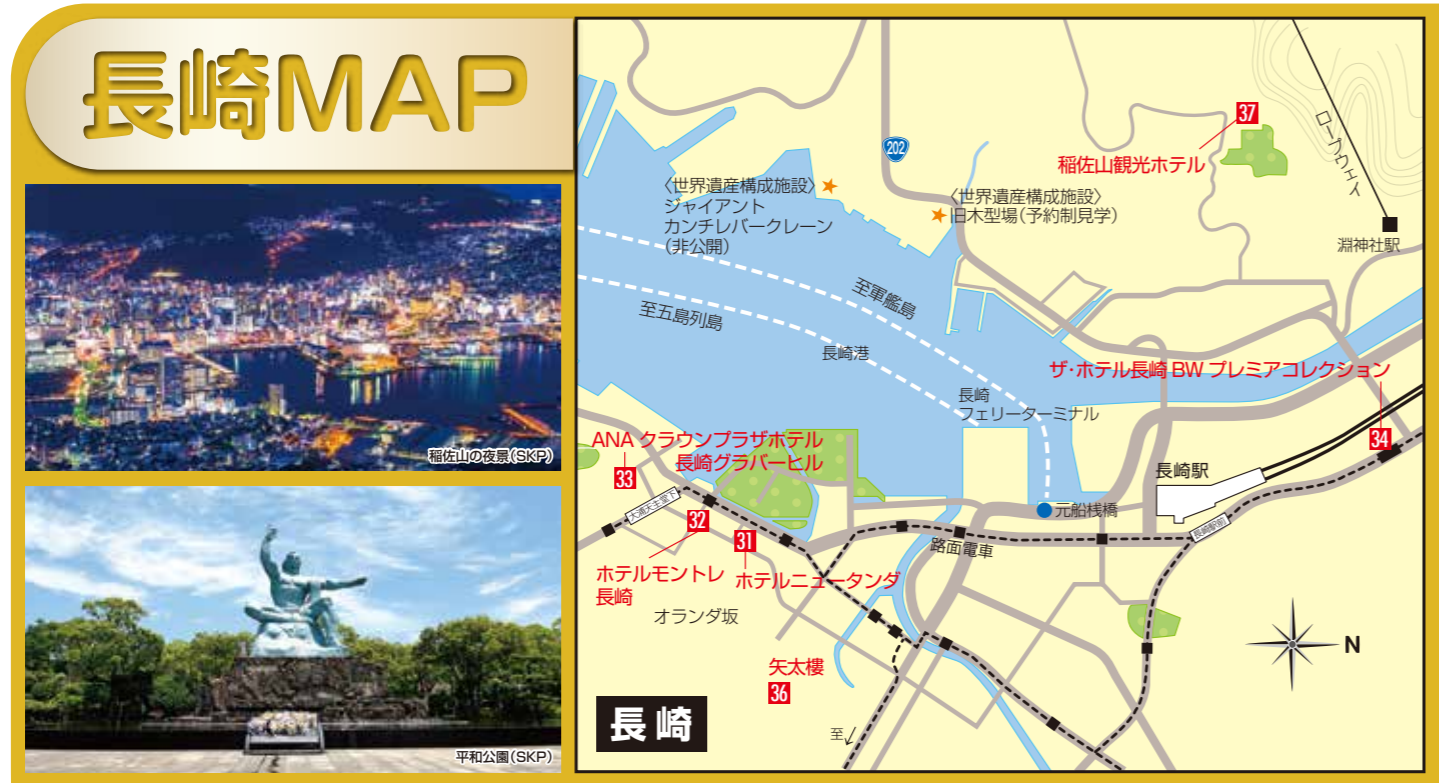 長崎MAP
稲佐山の夜景(SKP)
平和公園(SKP)
37
稲佐山観光ホテル
ロープウェイ
淵神社駅
202
〈世界遺産構成施設〉
ジャイアント
カンチレバークレーン
(非公開)
〈世界遺産構成施設〉
旧木型場(予約制見学)
至軍艦島
至五島列島
長崎港
長崎
フェリーターミナル
ザ・ホテル長崎 BW プレミアコレクション
34
長崎駅
長崎駅前
元船桟橋
路面電車
ANA クラウンプラザホテル
長崎グラバーヒル
33
大浦天主堂下
32
31
ホテルモントレ
長崎
ホテルニュータンダ
オランダ坂
矢太樓
36
至
N
長崎